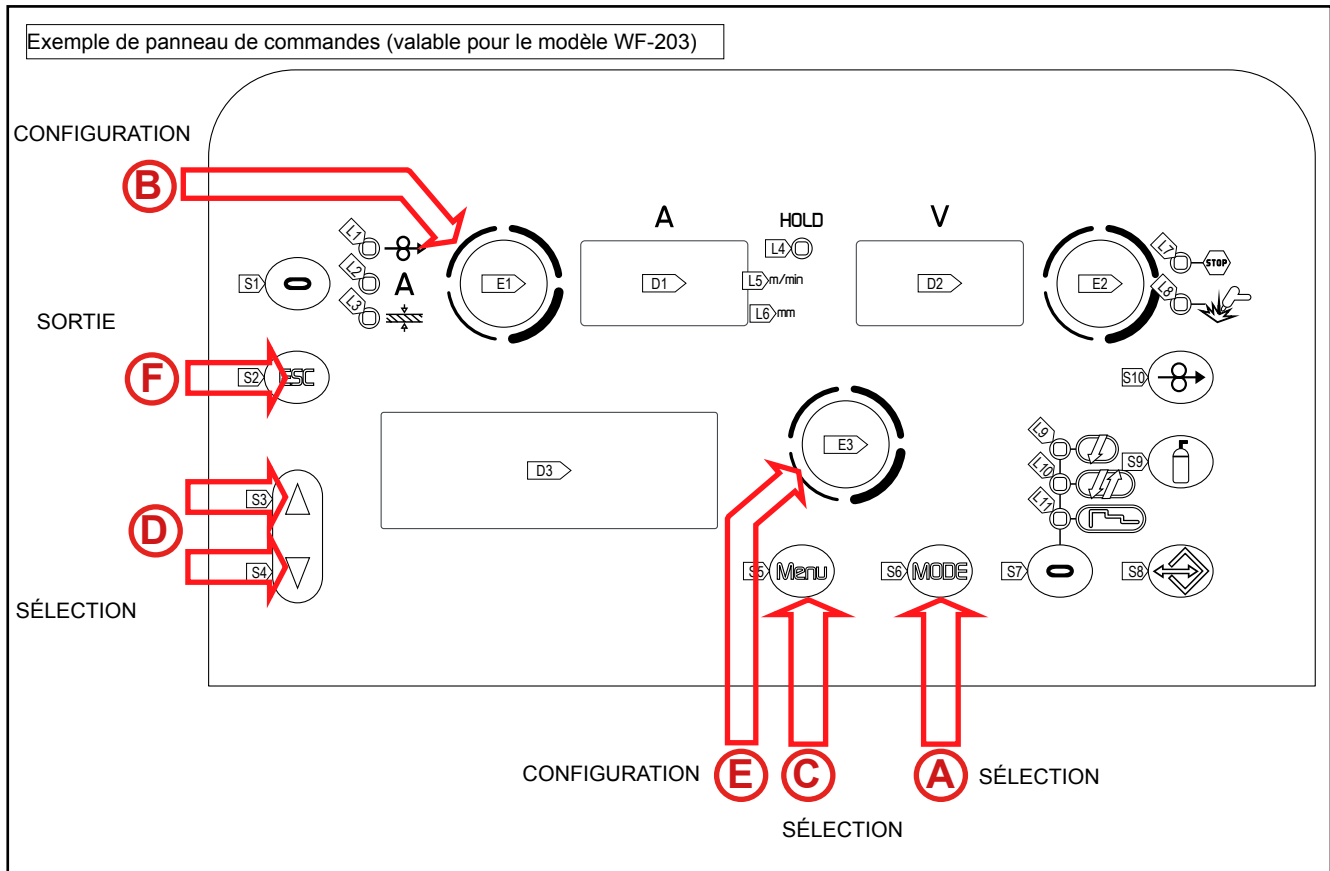 Exemple de panneau de commandes (valable pour le modèle WF-203)
CONFIGURATION
B
A
HOLD
V
L1
L2
L3
A
S1
E1
D1
L4
L5 m/min
L6 mm
D2
E2
L7
STOP
L8
SORTIE
F
S2
ESC
S10
E3
D3
L9
L10
L11
S9
D
S3
S4
S5
Menu
S6
MODE
S7
S8
SÉLECTION
CONFIGURATION
E
C
A
SÉLECTION
SÉLECTION